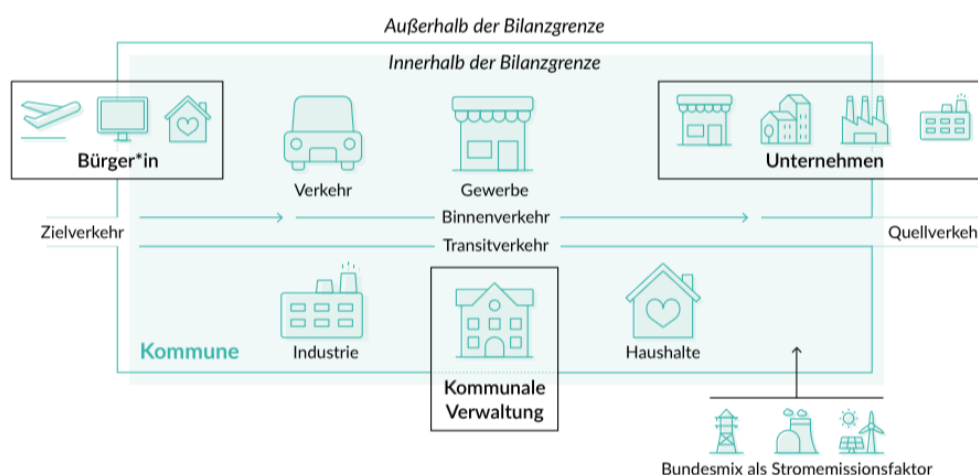 Außerhalb der Bilanzgrenze
Innerhalb der Bilanzgrenze
Bürger*in
Unternehmen
Verkehr
Gewerbe
Binnenverkehr
Zielverkehr
Quellverkeh
Transitverkehr
Kommune
Industrie
Haushalte
Kommunale
Verwaltung
Bundesmix als Stromemissionsfaktor